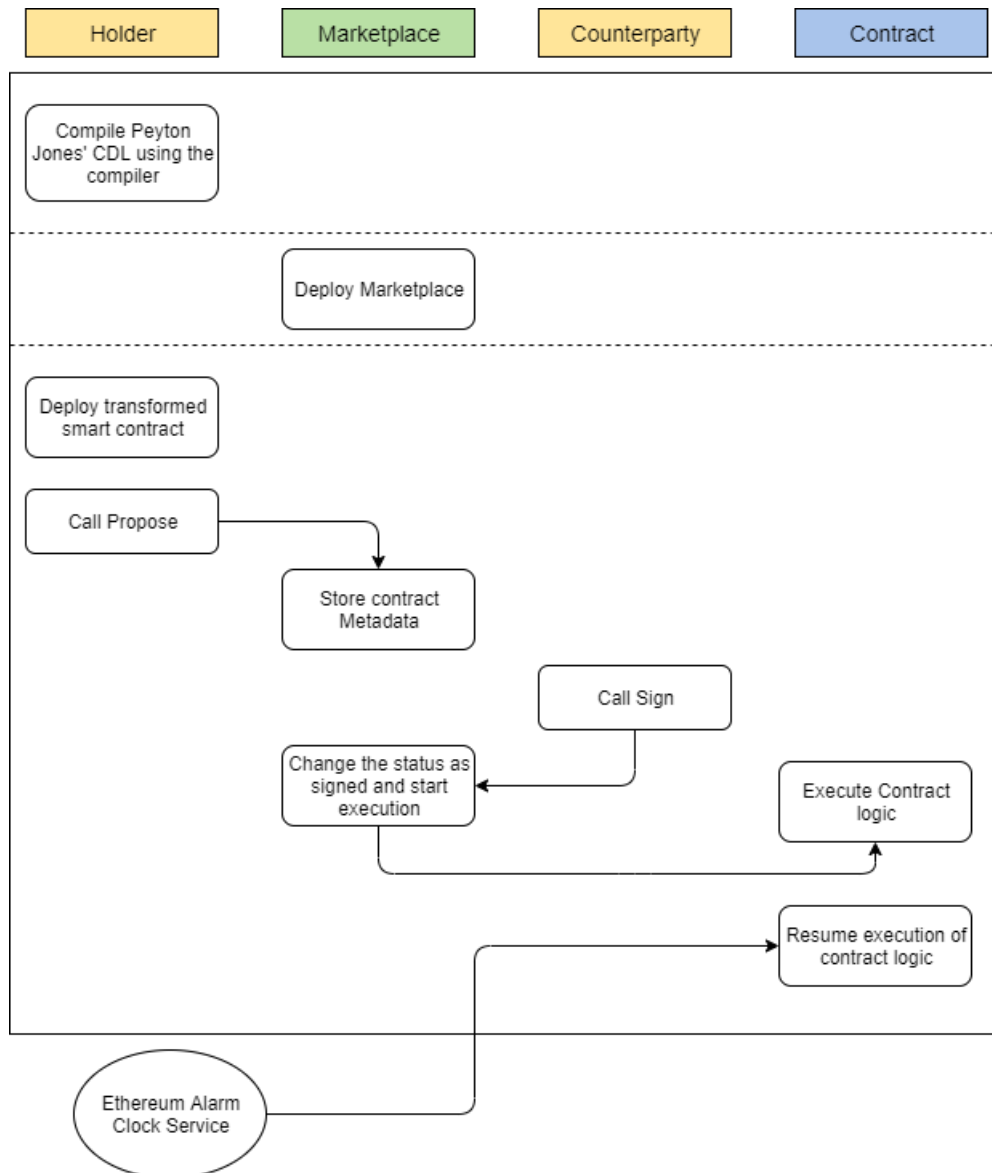 Holder
Marketplace
Counterparty
Contract
Compile Peyton
Jones' CDL using the
compiler
Deploy Marketplace
Deploy transformed
smart contract
Call Propose
Store contract
Metadata
Call Sign
Change the status as
signed and start
execution
Execute Contract
logic
Resume execution of
contract logic
Ethereum Alarm
Clock Service